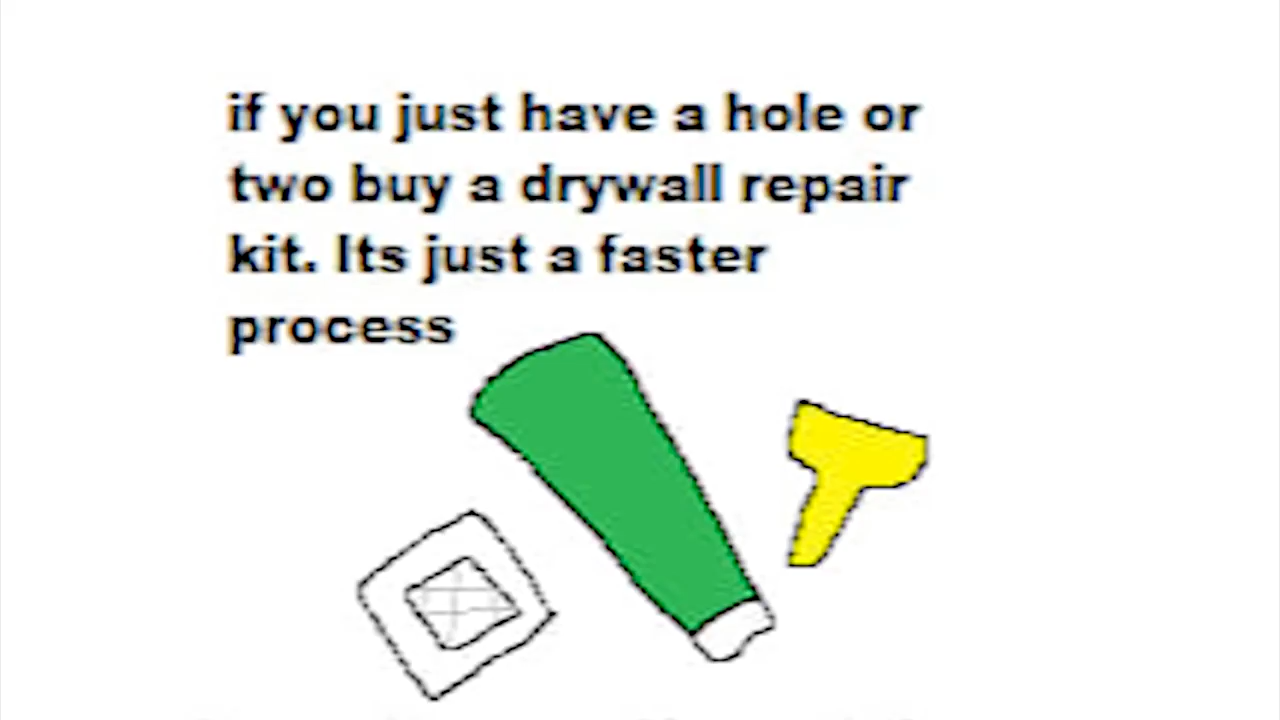 if you just have a hole or
two buy a drywall repair
kit. Its just a faster
process